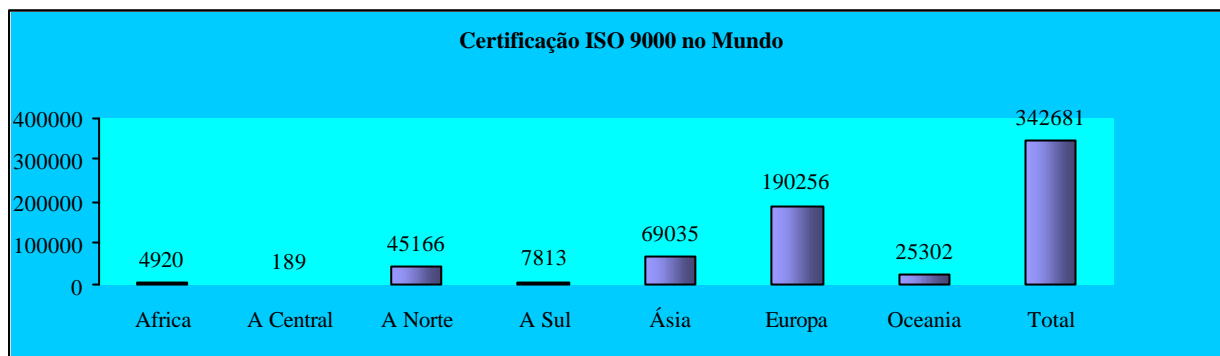 Certificação ISO 9000 no Mundo
400000
300000
200000
100000
0
4920
189
45166
7813
69035
190256
25302
342681
Africa
A Central
A Norte
A Sul
Ásia
Europa
Oceania
Total